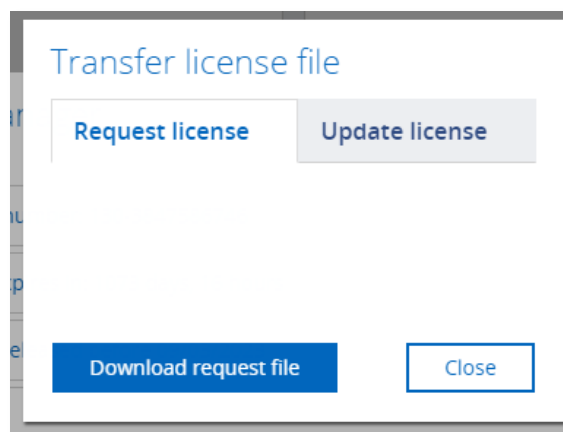 Transfer license file
Request license
Update license
Download request file
Close